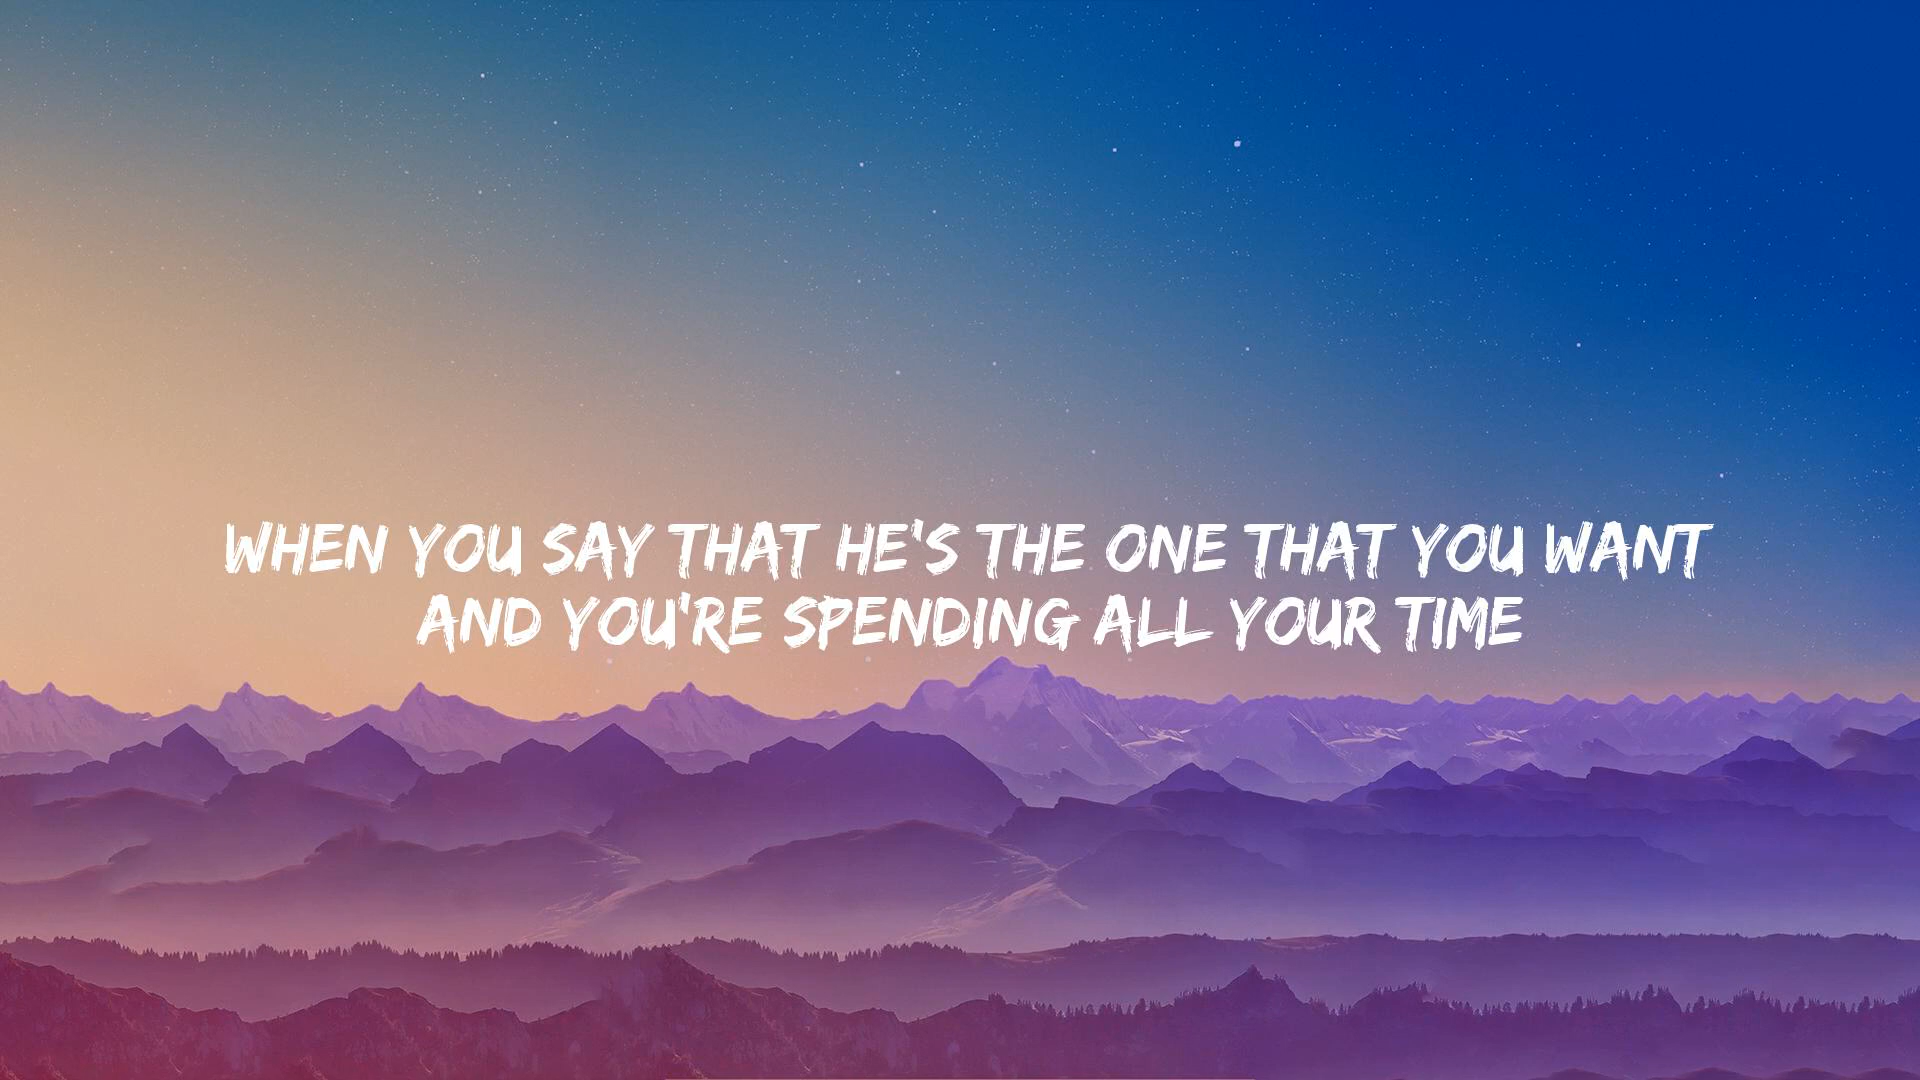 WHEN YOU SAY THAT HE'S THE ONE THAT YOU WANT
AND YOU'RE SPENDING ALL YOUR TIME